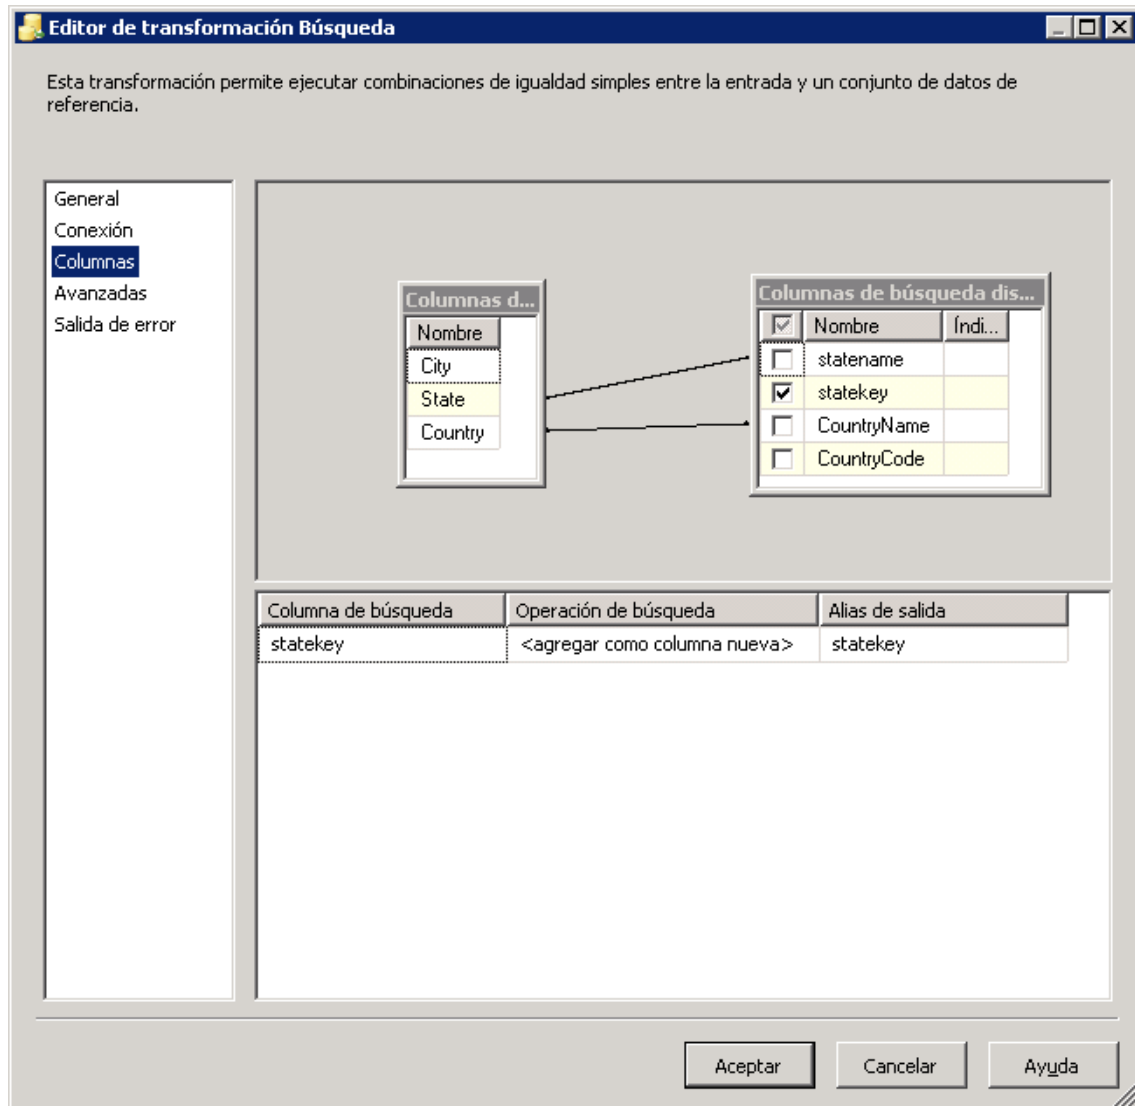 Editor de transformación Búsqueda
Esta transformación permite ejecutar combinaciones de igualdad simples entre la entrada y un conjunto de datos de
referencia.
General
Conexión
Columnas
Avanzadas
Salida de error
Columnas d...
Nombre
City
State
Country
Columnas de búsqueda dis...
Nombre Índi...
statename
statekey
CountryName
CountryCode
Columna de búsqueda Operación de búsqueda Alias de salida
statekey <agregar como columna nueva> statekey
Aceptar Cancelar Ayuda